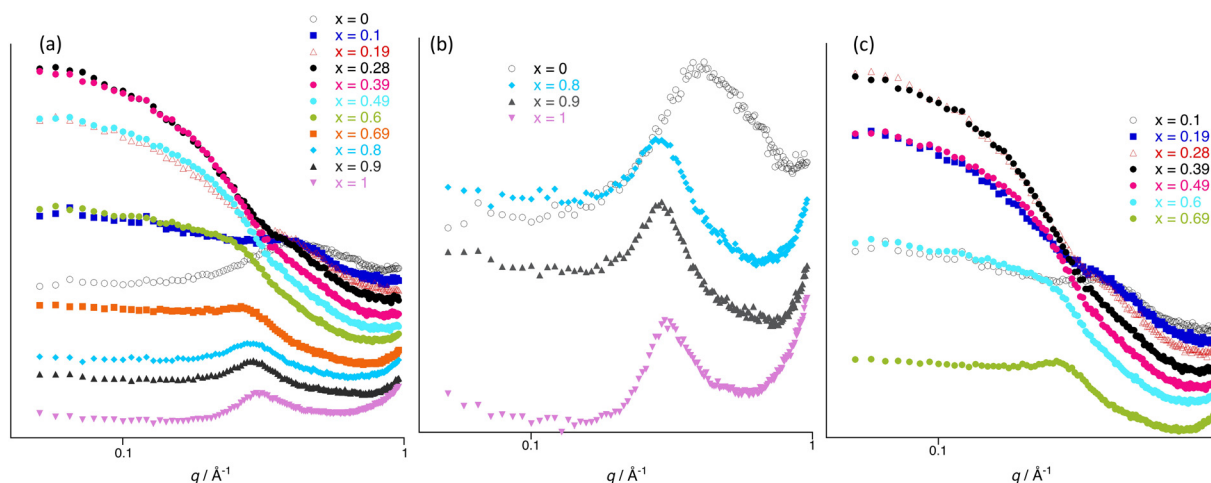 (a)
x = 0
x = 0.1
x = 0.19
x = 0.28
x = 0.39
x = 0.49
x = 0.6
x = 0.69
x = 0.8
x = 0.9
x = 1
0.1
1
q / Å-1
(b)
x = 0
x = 0.8
x = 0.9
x = 1
0.1
1
q / Å-1
(c)
x = 0.1
x = 0.19
x = 0.28
x = 0.39
x = 0.49
x = 0.6
x = 0.69
0.1
q / Å-1